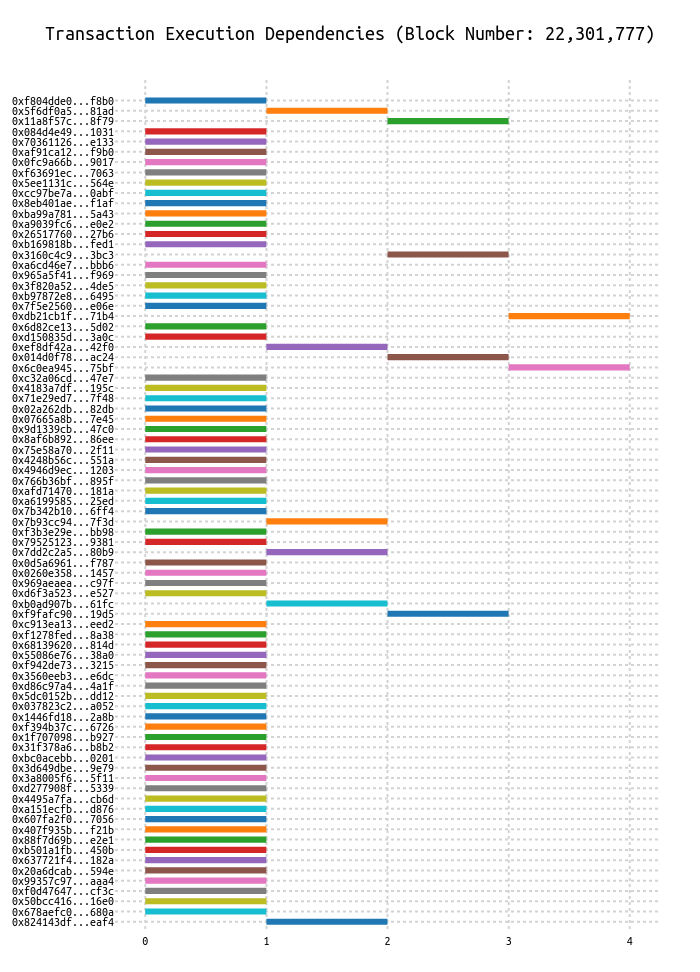 Transaction Execution Dependencies (Block Number: 22,301,777)
0xf804dde0...f8b0
0x5f6df0a5...81ad
0x11a8f57c...8f79
0x084d4e49...1031
0x70361126...e133
0xaf91ca12...f9b0
0x0fc9a66b...9017
0xf63691ec...7063
0x5ee1131c...564e
0xcc97be7a...0abf
0x8eb401ae...f1af
0xba99a781...5a43
0xa9039fc6...e0e2
0x26517760...27b6
0xb169818b...fed1
0x3160c4c9...3bc3
0xa6cd46e7...bbb6
0x965a5f41...f969
0x3f820a52...4de5
0xb97872e8...6495
0x7f5e2560...e06e
0xdb21cb1f...71b4
0x6d82ce13...5d02
0xd150835d...3a0c
0xef8df42a...42f0
0x014d0f78...ac24
0x6c0ea945...75bf
0xc32a06cd...47e7
0x4183a7df...195c
0x71e29ed7...7f48
0x02a262db...82db
0x07665a8b...7e45
0x9d1339cb...47c0
0x8af6b892...86ee
0x75e58a70...2f11
0x4248b56c...551a
0x4946d9ec...1203
0x766b36bf...895f
0xafd71470...181a
0xa6199585...25ed
0x7b342b10...6ff4
0x7b93cc94...7f3d
0xf3b3e29e...bb98
0x79525123...9381
0x7dd2c2a5...80b9
0x0d5a6961...f787
0x0260e358...1457
0x969aeaea...c97f
0xd6f3a523...e527
0xb0ad907b...61fc
0xf9fafc90...19d5
0xc913ea13...eed2
0xf1278fed...8a38
0x68139620...814d
0x55086e76...38a0
0xf942de73...3215
0x3560eeb3...e6dc
0xd86c97a4...4a1f
0x5dc0152b...dd12
0x037823c2...a052
0x1446fd18...2a8b
0xf394b37c...6726
0x1f707098...b927
0x31f378a6...b8b2
0xbc0acebb...0201
0x3d649dbe...9e79
0x3a8005f6...5f11
0xd277908f...5339
0x4495a7fa...cb6d
0xa151ecfb...d876
0x607fa2f0...7056
0x407f935b...f21b
0x88f7d69b...e2e1
0xb501a1fb...450b
0x637721f4...182a
0x20a6dcab...594e
0x99357c97...aaa4
0xf0d47647...cf3c
0x50bcc416...16e0
0x678aefc0...680a
0x824143df...eaf4
0 1 2 3 4